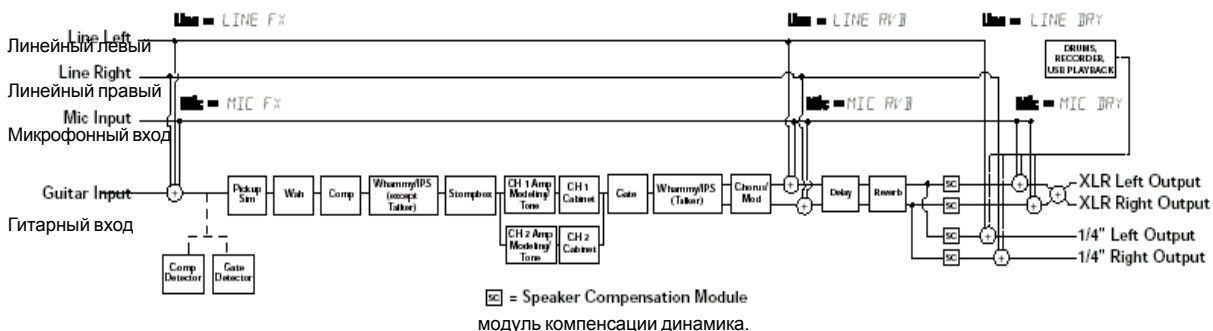 Line = LINE FX
Line = LINE RVB
Line = LINE DRY
Line Left
Линейный левый
DRUMS,
RECORDER,
USB PLAYBACK
Line Right
Линейный правый
Mic = MIC FX
Mic = MIC RVB
Mic = MIC DRY
Mic Input
Микрофонный вход
Guitar Input
Гитарный вход
Pickup
Sim
Wah
Comp
Whammy/IPS
(except
Talker)
Stompbox
CH 1 Amp
Modeling/
Tone
CH 1
Cabinet
CH 2 Amp
Modeling/
Tone
CH 2
Cabinet
Gate
Whammy/IPS
(Talker)
Chorus/
Mod
Delay
Reverb
SC
SC
SC
SC
XLR Left Output
XLR Right Output
1/4" Left Output
1/4" Right Output
Comp
Detector
Gate
Detector
SC = Speaker Compensation Module
модуль компенсации динамика.